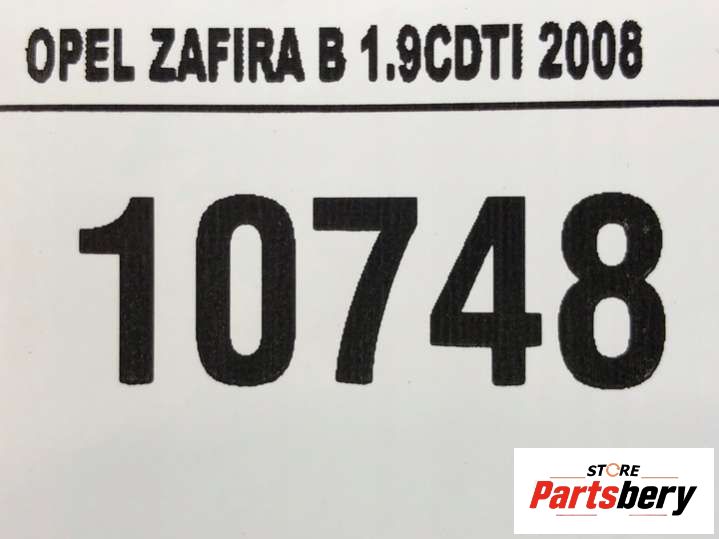 OPEL ZAFIRA B 1.9CDTI 2008
10748
STORE
Partsbery